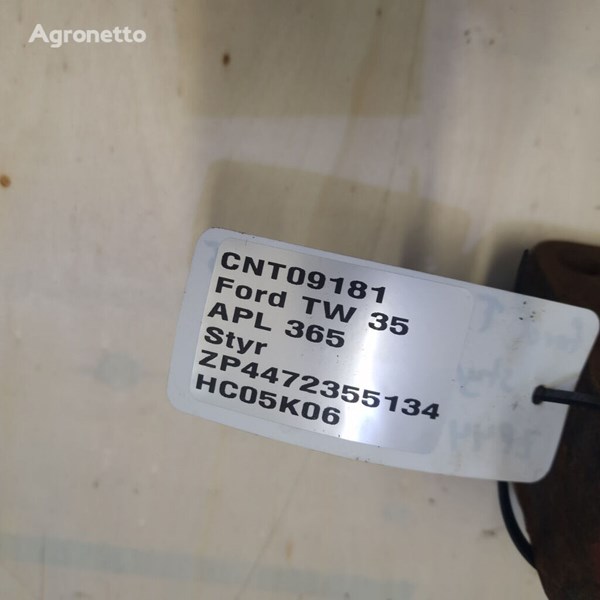 Agronetto
CNT09181
Ford TW 35
APL 365
Styr
ZP4472355134
HC05K06